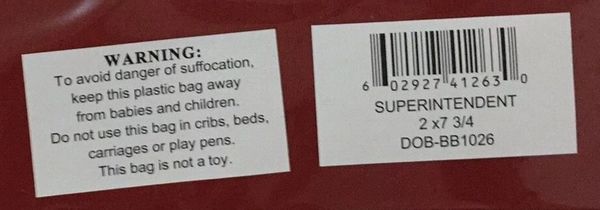 WARNING:
To avoid danger of suffocation,
keep this plastic bag away
from babies and children.
Do not use this bag in cribs, beds,
carriages or play pens.
This bag is not a toy.
6 02927 41263 0
SUPERINTENDENT
2 x7 3/4
DOB-BB1026